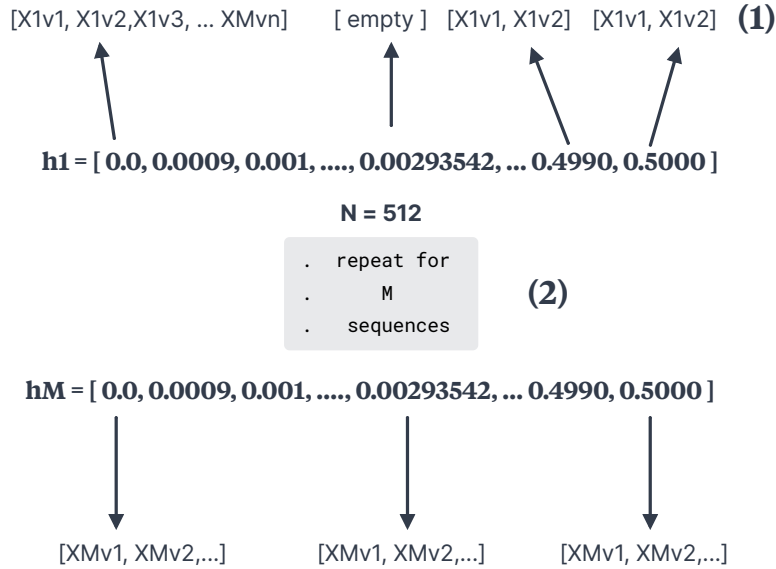 [X1v1, X1v2,X1v3, ... XMvn] [ empty ] [X1v1, X1v2] [X1v1, X1v2] (1)
h1 = [ 0.0, 0.0009, 0.001, ...., 0.00293542, ... 0.4990, 0.5000 ]
N = 512
. repeat for
. M
. sequences
(2)
hM = [ 0.0, 0.0009, 0.001, ...., 0.00293542, ... 0.4990, 0.5000 ]
[XMv1, XMv2,...] [XMv1, XMv2,...] [XMv1, XMv2,...]